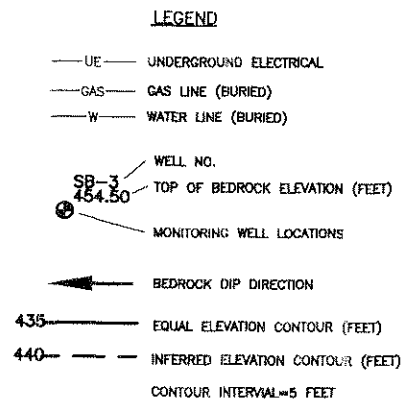 LEGEND
UE UNDERGROUND ELECTRICAL
GAS GAS LINE (BURIED)
W WATER LINE (BURIED)
WELL NO.
SB-3
454.50 TOP OF BEDROCK ELEVATION (FEET)
MONITORING WELL LOCATIONS
BEDROCK DIP DIRECTION
435 EQUAL ELEVATION CONTOUR (FEET)
440 INFERRED ELEVATION CONTOUR (FEET)
CONTOUR INTERVAL=5 FEET